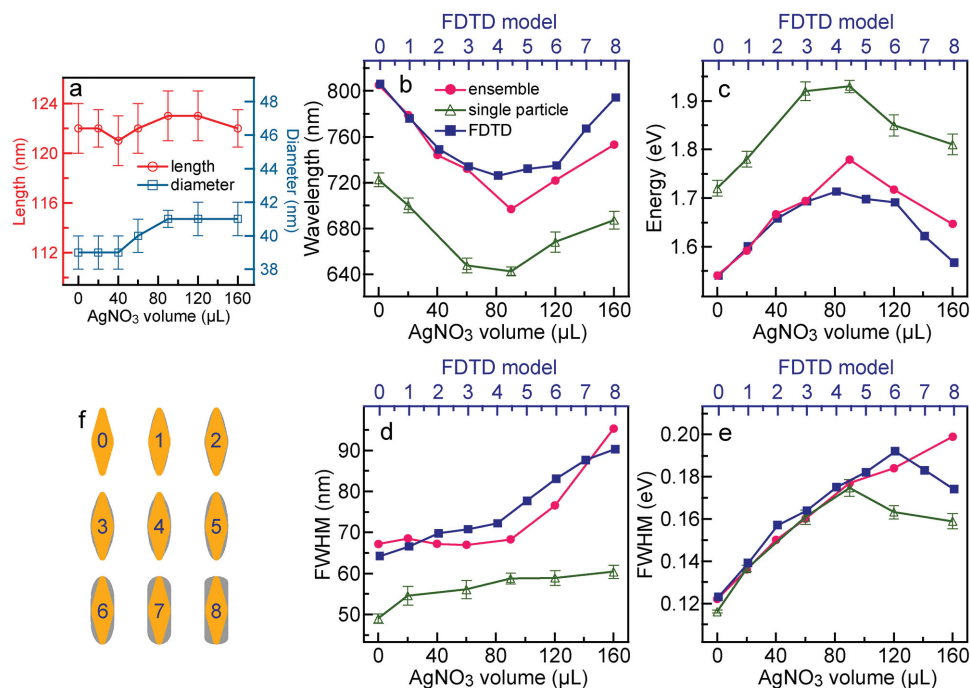 a
124
120
116
112
Length (nm)
48
46
44
42
40
38
Diameter (nm)
length
diameter
0 40 80 120 160
AgNO₃ volume (μL)
FDTD model
0 1 2 3 4 5 6 7 8
b
800
760
720
680
640
Wavelength (nm)
ensemble
single particle
FDTD
0 40 80 120 160
AgNO₃ volume (μL)
FDTD model
0 1 2 3 4 5 6 7 8
c
1.9
1.8
1.7
1.6
Energy (eV)
0 40 80 120 160
AgNO₃ volume (μL)
f
0 1 2
3 4 5
6 7 8
FDTD model
0 1 2 3 4 5 6 7 8
d
90
80
70
60
50
FWHM (nm)
0 40 80 120 160
AgNO₃ volume (μL)
FDTD model
0 1 2 3 4 5 6 7 8
e
0.20
0.18
0.16
0.14
0.12
FWHM (eV)
0 40 80 120 160
AgNO₃ volume (μL)